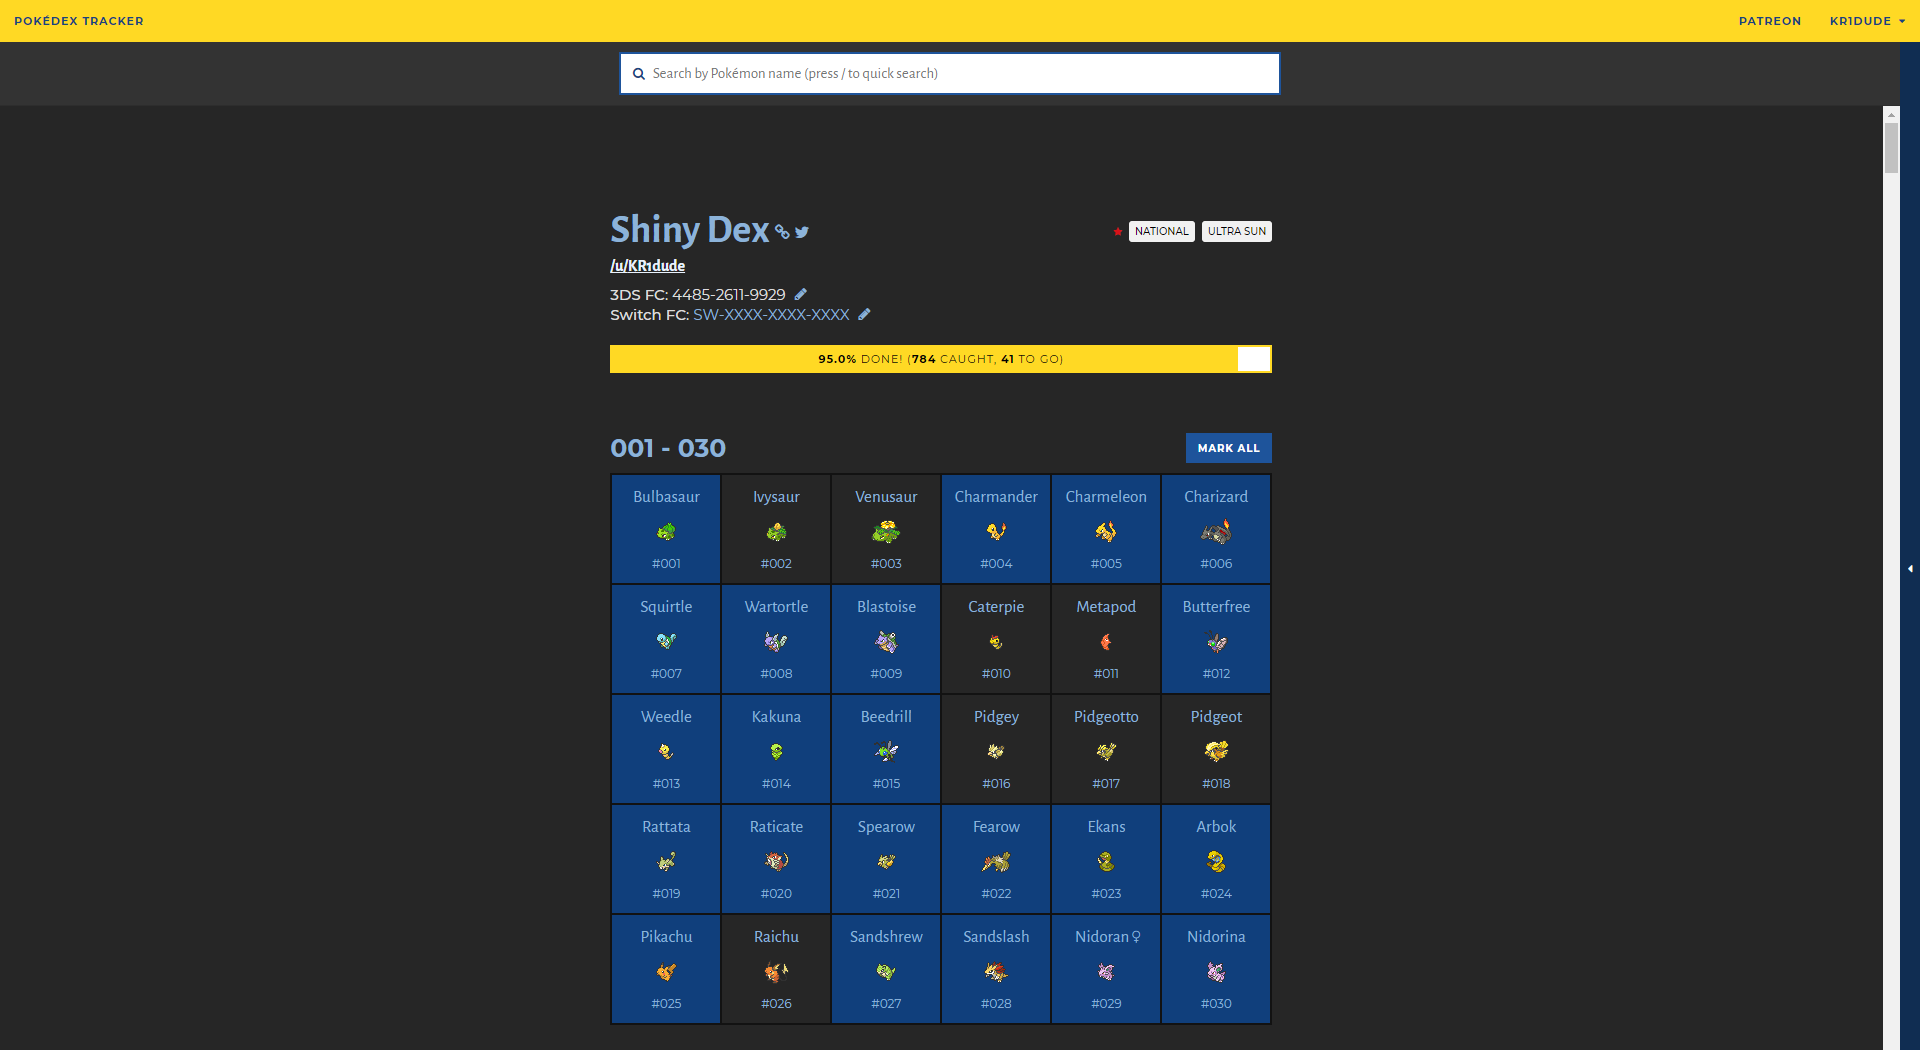 POKÉDEX TRACKER PATREON KR1DUDE
Search by Pokémon name (press / to quick search)
Shiny Dex NATIONAL ULTRA SUN
/u/KR1dude
3DS FC: 4485-2611-9929
Switch FC: SW-XXXX-XXXX-XXXX
95.0% DONE! (784 CAUGHT, 41 TO GO)
001 - 030 MARK ALL
Bulbasaur Ivysaur Venusaur Charmander Charmeleon Charizard
#001 #002 #003 #004 #005 #006
Squirtle Wartortle Blastoise Caterpie Metapod Butterfree
#007 #008 #009 #010 #011 #012
Weedle Kakuna Beedrill Pidgey Pidgeotto Pidgeot
#013 #014 #015 #016 #017 #018
Rattata Raticate Spearow Fearow Ekans Arbok
#019 #020 #021 #022 #023 #024
Pikachu Raichu Sandshrew Sandslash Nidoran♀ Nidorina
#025 #026 #027 #028 #029 #030